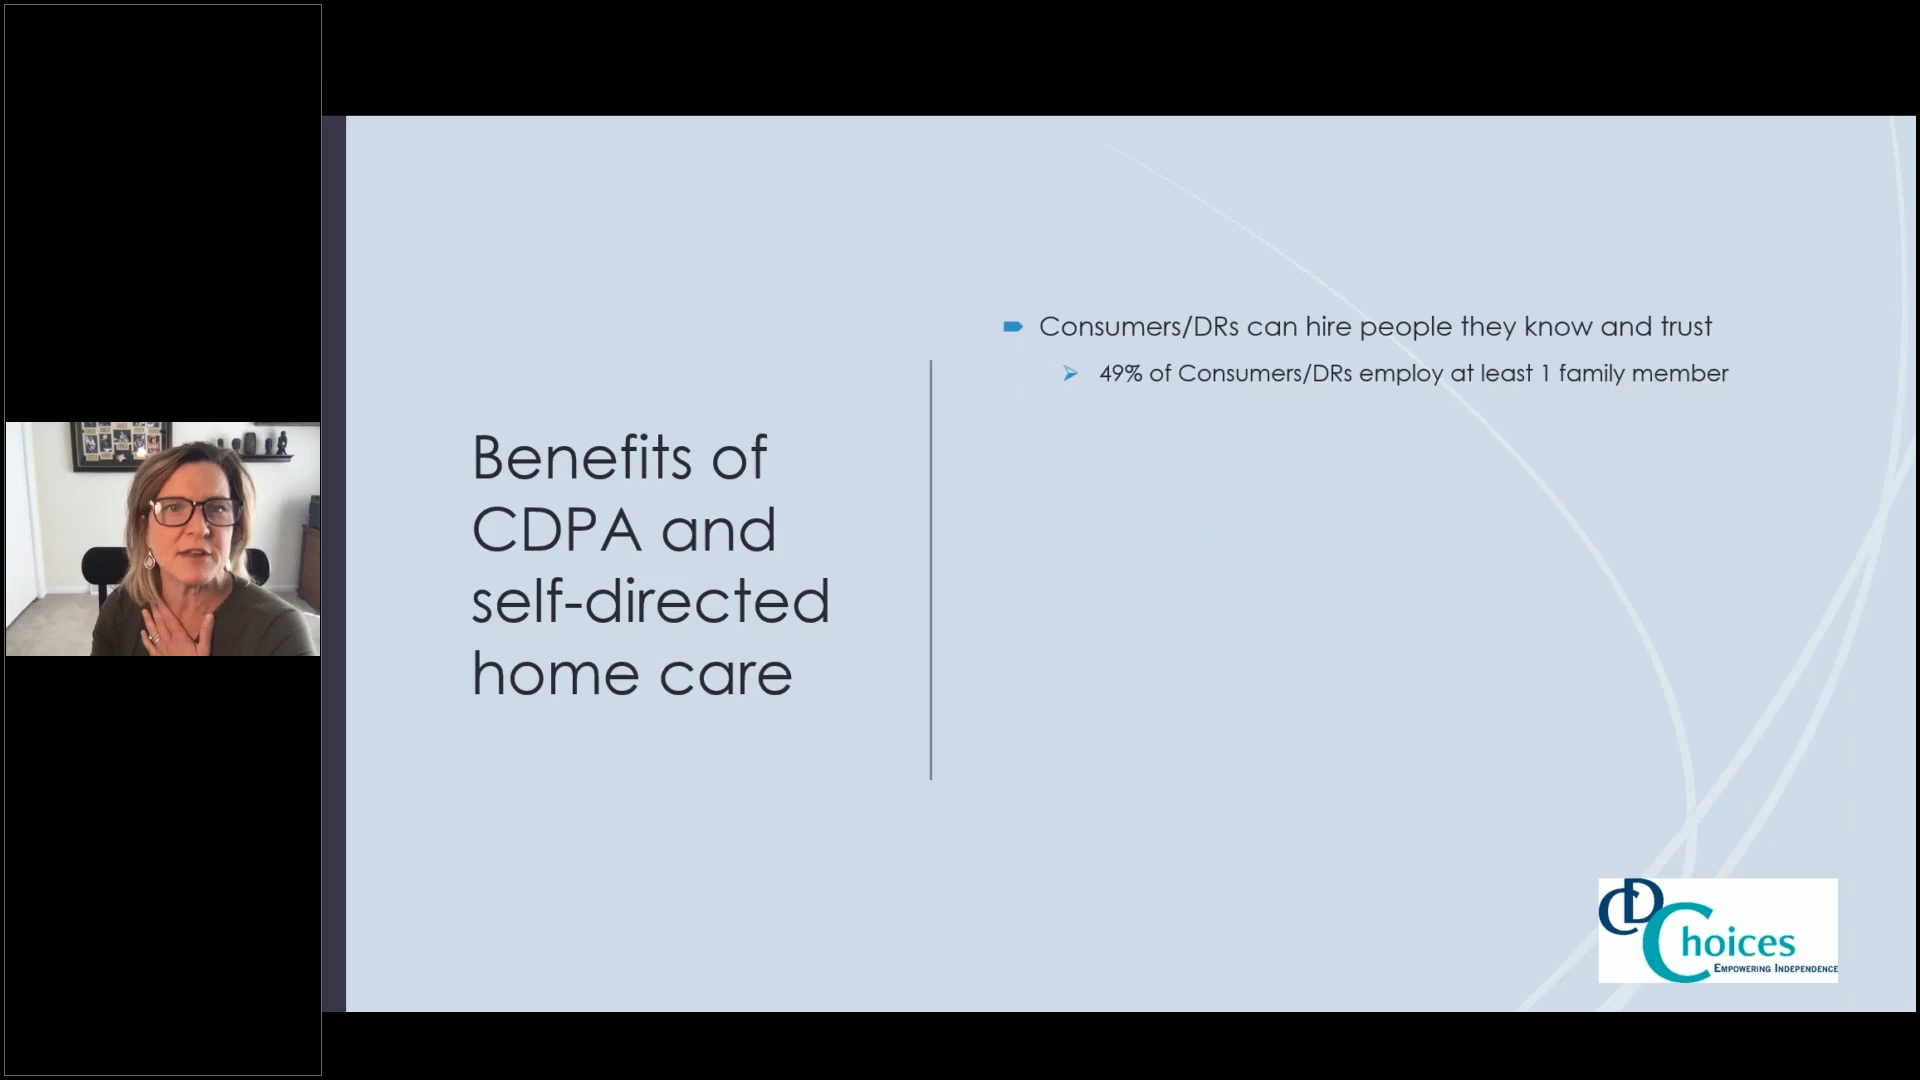 Benefits of
CDPA and
self-directed
home care
Consumers/DRs can hire people they know and trust
49% of Consumers/DRs employ at least 1 family member
CDChoices
EMPOWERING INDEPENDENCE